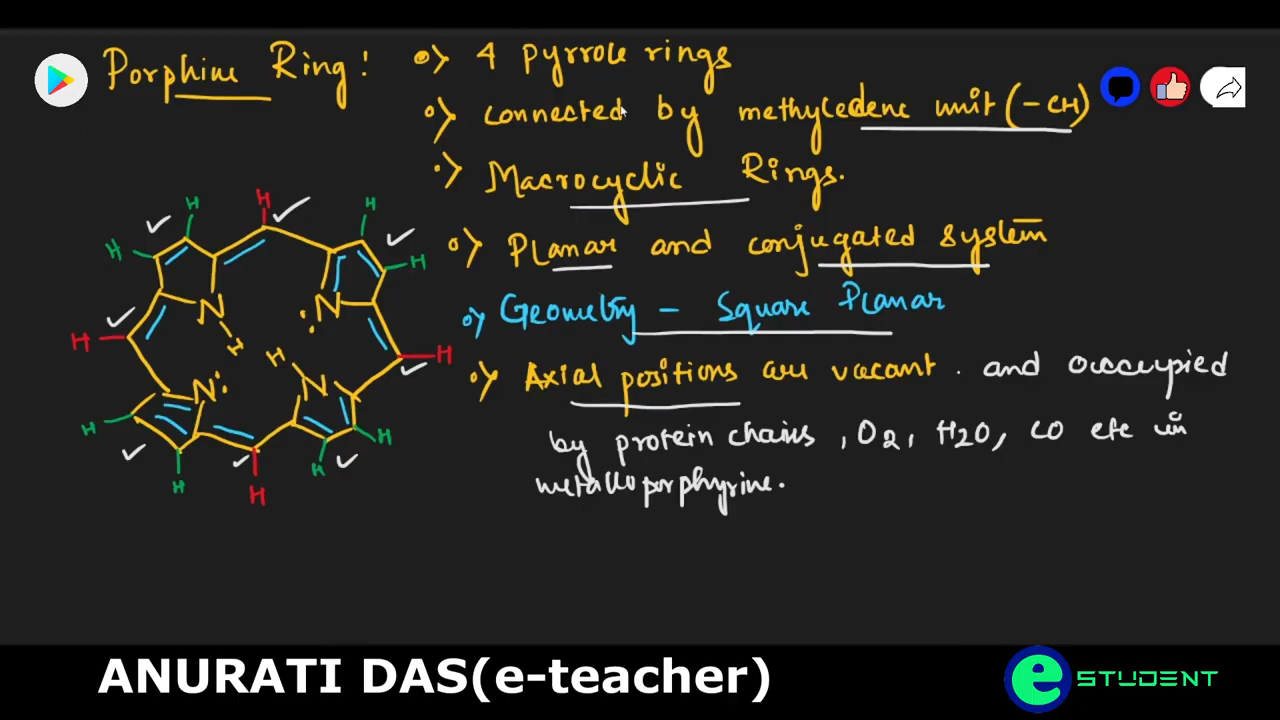 Porphine Ring!
•> 4 pyrrole rings
•> connected by methyledene unit (-CH)
•> Macrocyclic Rings.
•> Planar and conjugated system
•> Geometry - Square Planar
•> Axial positions are vacant. and occupied
by protein chains, O2, H2O, CO etc in
metalloporphyrine.
H
H
H
H
H
H
N
N
H
H
H
H
N
N
H
H
H
H
H
H
ANURATI DAS(e-teacher)
e STUDENT